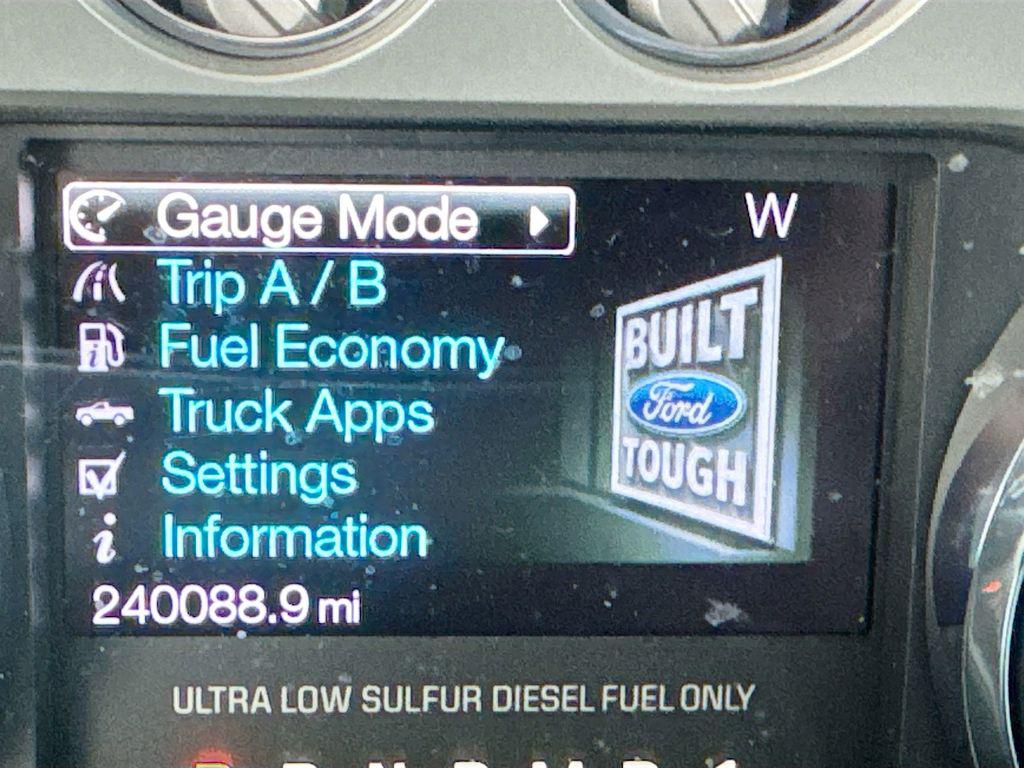 Gauge Mode
W
Trip A / B
Fuel Economy
Truck Apps
Settings
Information
BUILT
Ford
TOUGH
240088.9 mi
ULTRA LOW SULFUR DIESEL FUEL ONLY